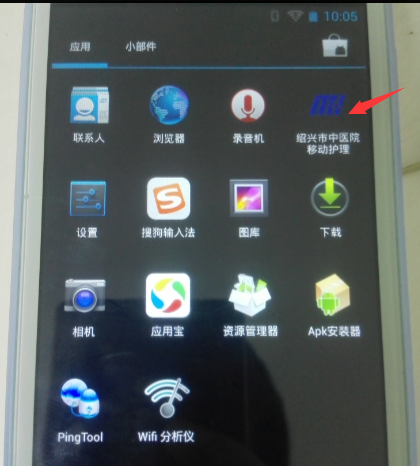 10:05
应用
小部件
联系人
浏览器
录音机
绍兴市中医院
移动护理
设置
搜狗输入法
图库
下载
相机
应用宝
资源管理器
Apk安装器
PingTool
Wifi 分析仪